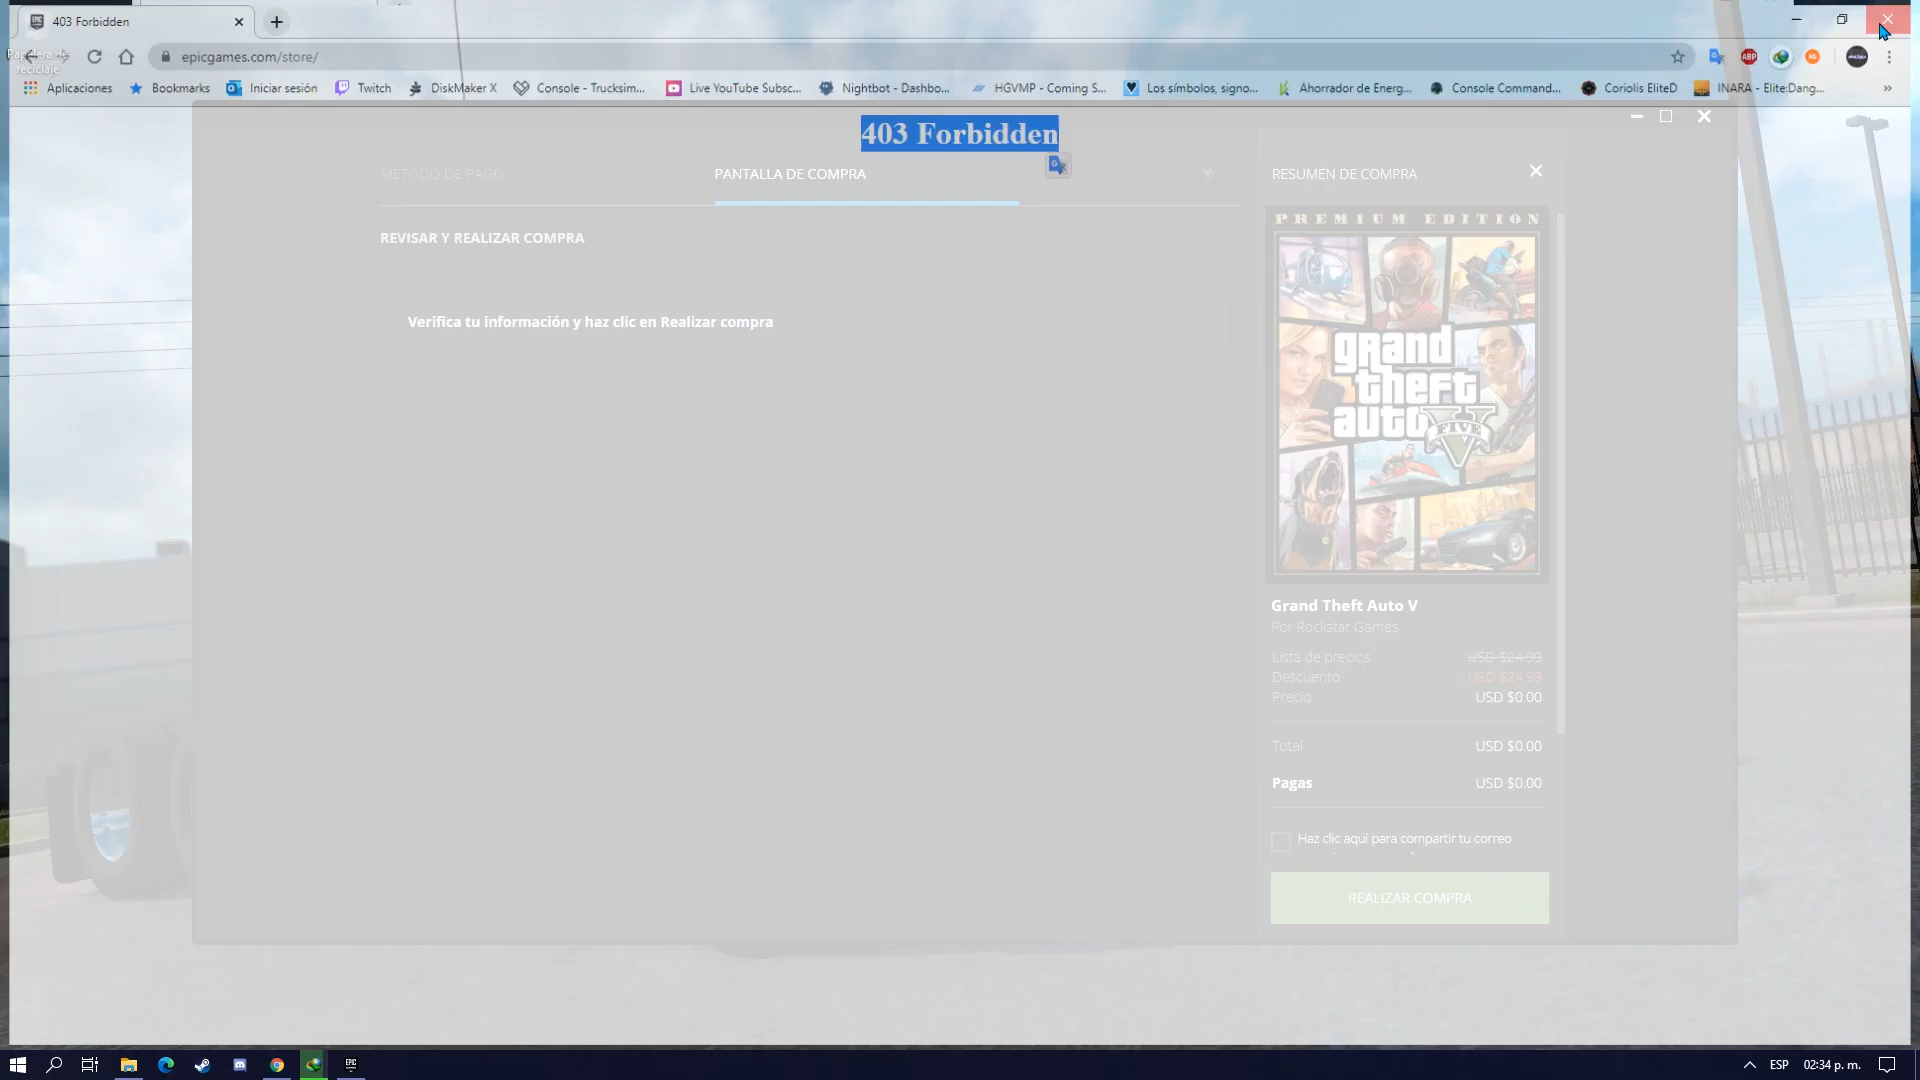 403 Forbidden
Papelera de
reciclaje
epicgames.com/store/
ABP
Aplicaciones
Bookmarks
Iniciar sesión
Twitch
DiskMaker X
Console - Trucksim...
Live YouTube Subsc...
Nightbot - Dashbo...
HGVMP - Coming S...
Los símbolos, signo...
Ahorrador de Energ...
Console Command...
Coriolis EliteD
INARA - Elite:Dang...
»
403 Forbidden
MÉTODO DE PAGO
PANTALLA DE COMPRA
RESUMEN DE COMPRA
REVISAR Y REALIZAR COMPRA
Verifica tu información y haz clic en Realizar compra
PREMIUM EDITION
grand
theft
auto
FIVE
Grand Theft Auto V
Por Rockstar Games
Lista de precios USD $24.99
Descuento - USD $24.99
Precio USD $0.00
Total USD $0.00
Pagas USD $0.00
Haz clic aquí para compartir tu correo
REALIZAR COMPRA
EPIC
ESP
02:34 p. m.